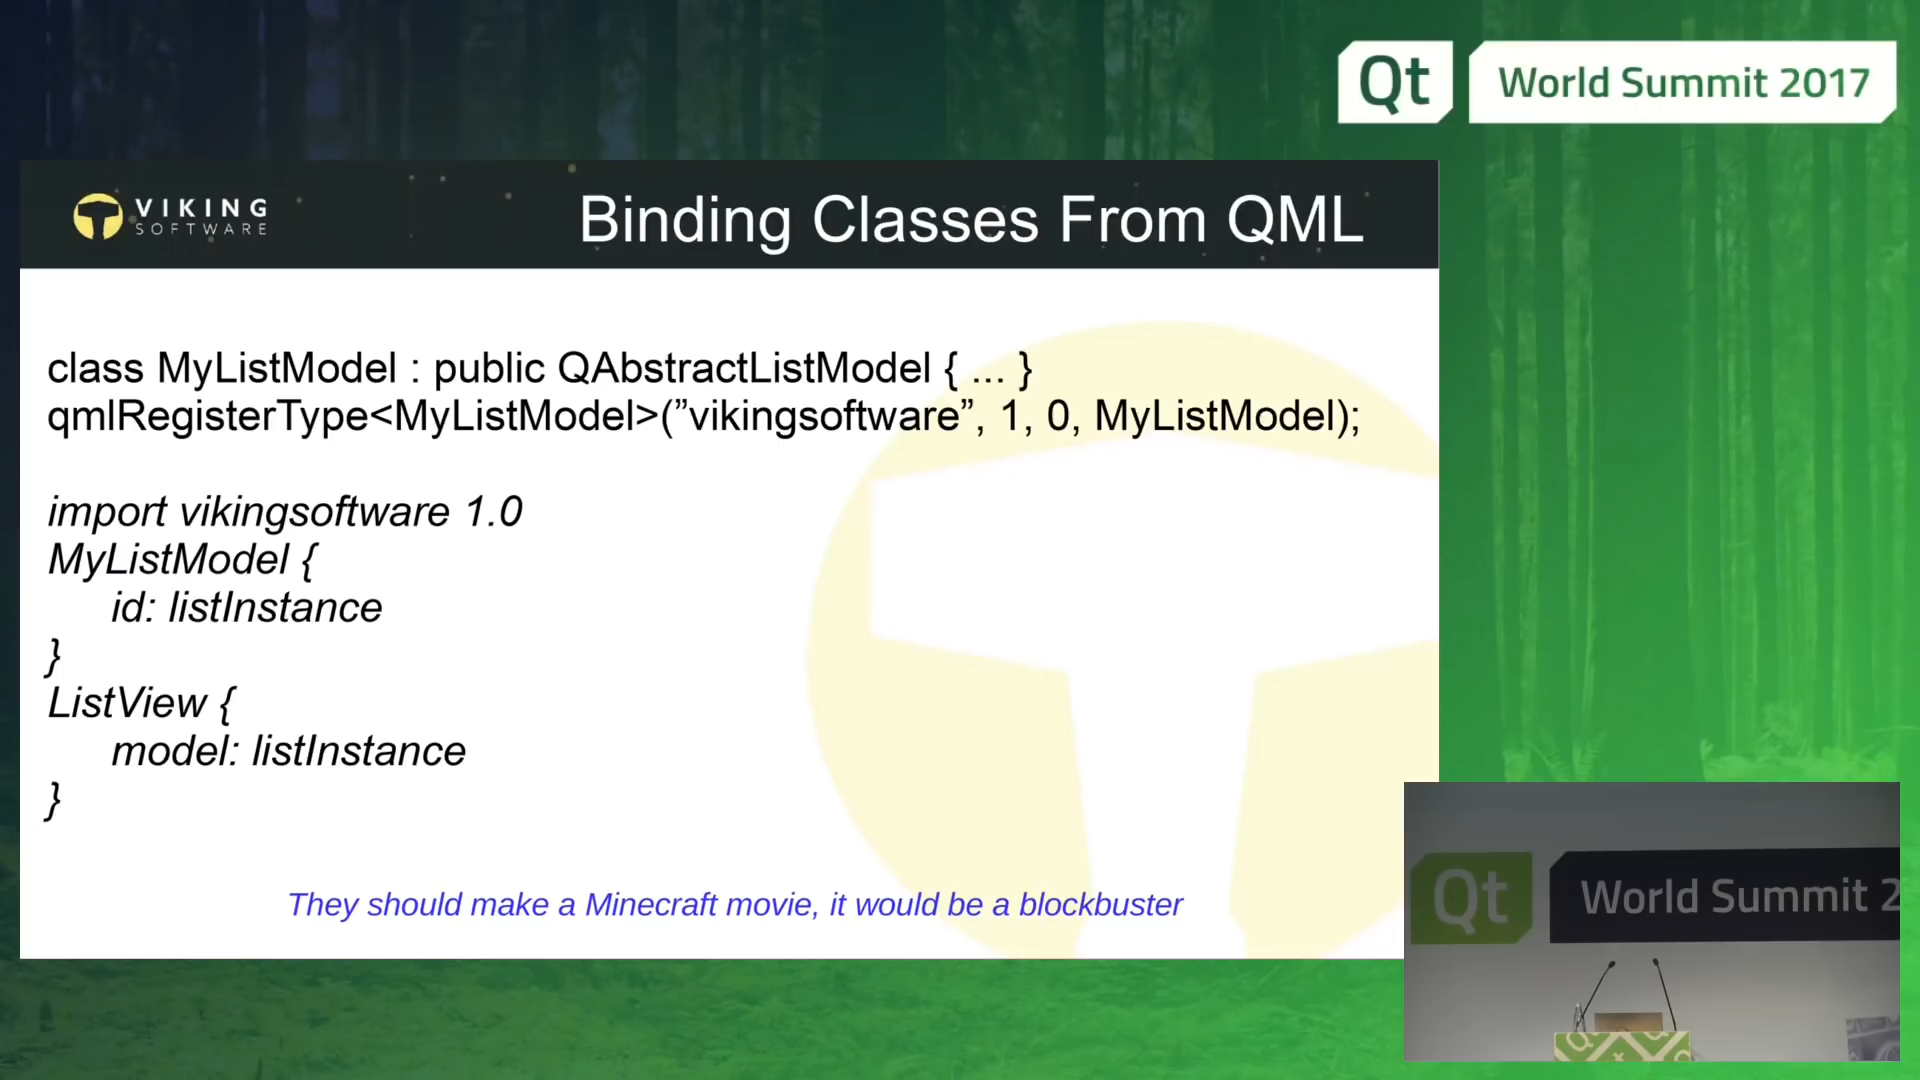 Qt World Summit 2017
VIKING
SOFTWARE
Binding Classes From QML
class MyListModel : public QAbstractListModel { ... }
qmlRegisterType<MyListModel>(”vikingsoftware”, 1, 0, MyListModel);
import vikingsoftware 1.0
MyListModel {
id: listInstance
}
ListView {
model: listInstance
}
They should make a Minecraft movie, it would be a blockbuster
Qt World Summit 2